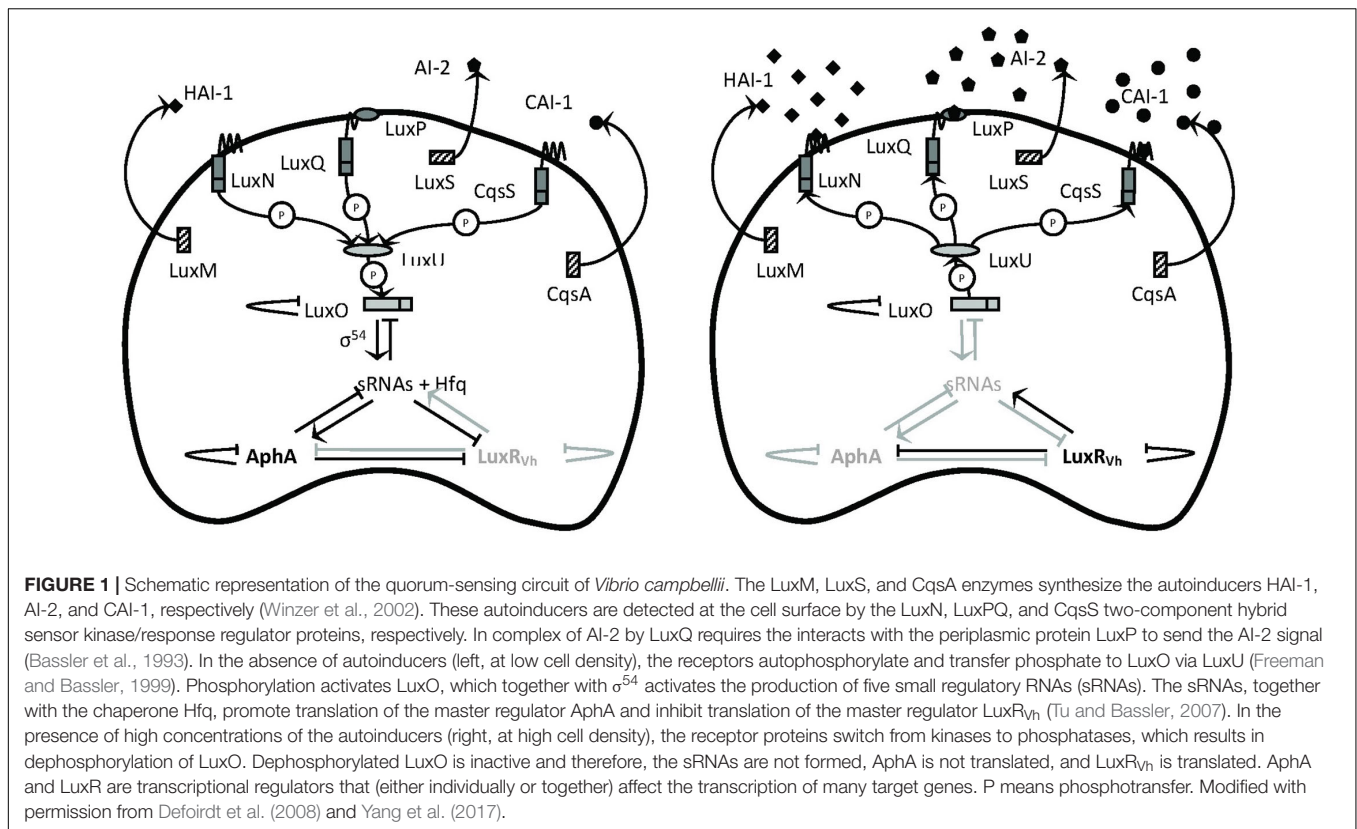 HAI-1
AI-2
CAI-1
LuxP
LuxQ
LuxN
LuxS
CqsS
P
P
P
LuxU
LuxM
P
CqsA
LuxO
σ54
sRNAs + Hfq
AphA
LuxRVh
HAI-1
AI-2
CAI-1
LuxP
LuxQ
LuxN
LuxS
CqsS
P
P
P
LuxU
LuxM
P
CqsA
LuxO
sRNAs
AphA
LuxRVh
FIGURE 1 | Schematic representation of the quorum-sensing circuit of Vibrio campbellii. The LuxM, LuxS, and CqsA enzymes synthesize the autoinducers HAI-1,
AI-2, and CAI-1, respectively (Winzer et al., 2002). These autoinducers are detected at the cell surface by the LuxN, LuxPQ, and CqsS two-component hybrid
sensor kinase/response regulator proteins, respectively. In complex of AI-2 by LuxQ requires the interacts with the periplasmic protein LuxP to send the AI-2 signal
(Bassler et al., 1993). In the absence of autoinducers (left, at low cell density), the receptors autophosphorylate and transfer phosphate to LuxO via LuxU (Freeman
and Bassler, 1999). Phosphorylation activates LuxO, which together with σ54 activates the production of five small regulatory RNAs (sRNAs). The sRNAs, together
with the chaperone Hfq, promote translation of the master regulator AphA and inhibit translation of the master regulator LuxRVh (Tu and Bassler, 2007). In the
presence of high concentrations of the autoinducers (right, at high cell density), the receptor proteins switch from kinases to phosphatases, which results in
dephosphorylation of LuxO. Dephosphorylated LuxO is inactive and therefore, the sRNAs are not formed, AphA is not translated, and LuxRVh is translated. AphA
and LuxR are transcriptional regulators that (either individually or together) affect the transcription of many target genes. P means phosphotransfer. Modified with
permission from Defoirdt et al. (2008) and Yang et al. (2017).